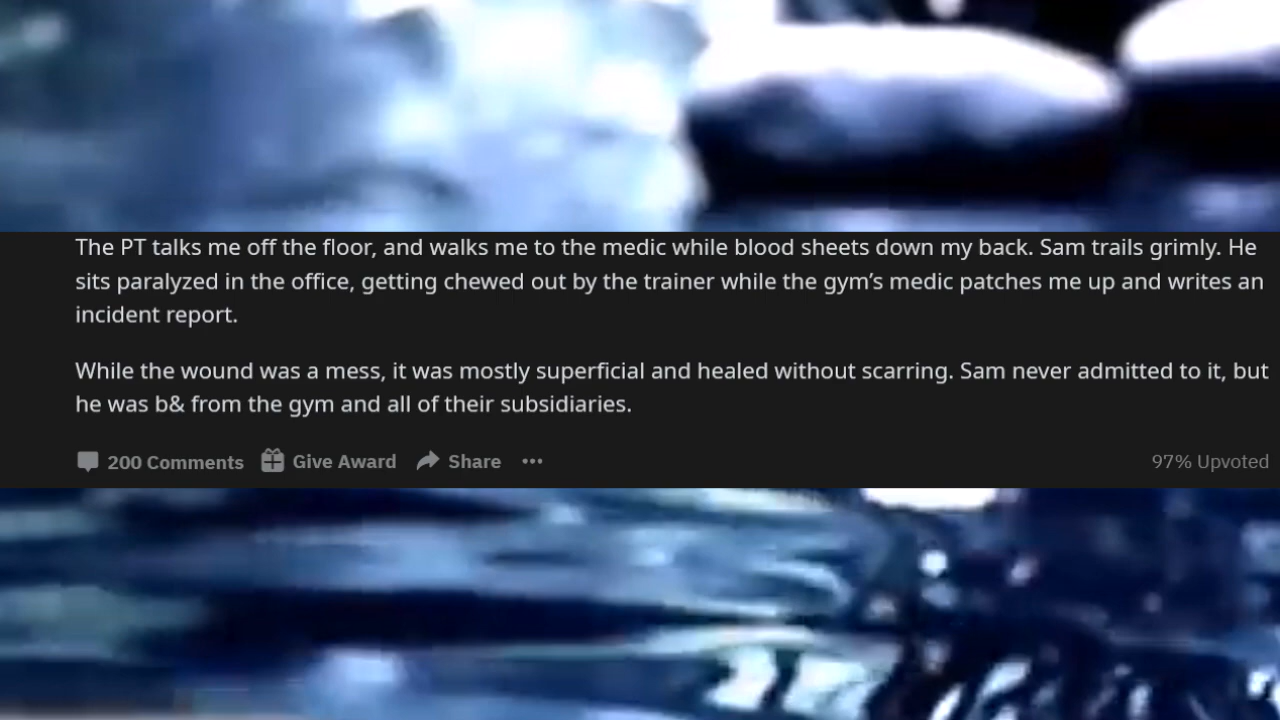 The PT talks me off the floor, and walks me to the medic while blood sheets down my back. Sam trails grimly. He
sits paralyzed in the office, getting chewed out by the trainer while the gym’s medic patches me up and writes an
incident report.
While the wound was a mess, it was mostly superficial and healed without scarring. Sam never admitted to it, but
he was b& from the gym and all of their subsidiaries.
200 Comments Give Award Share ••• 97% Upvoted